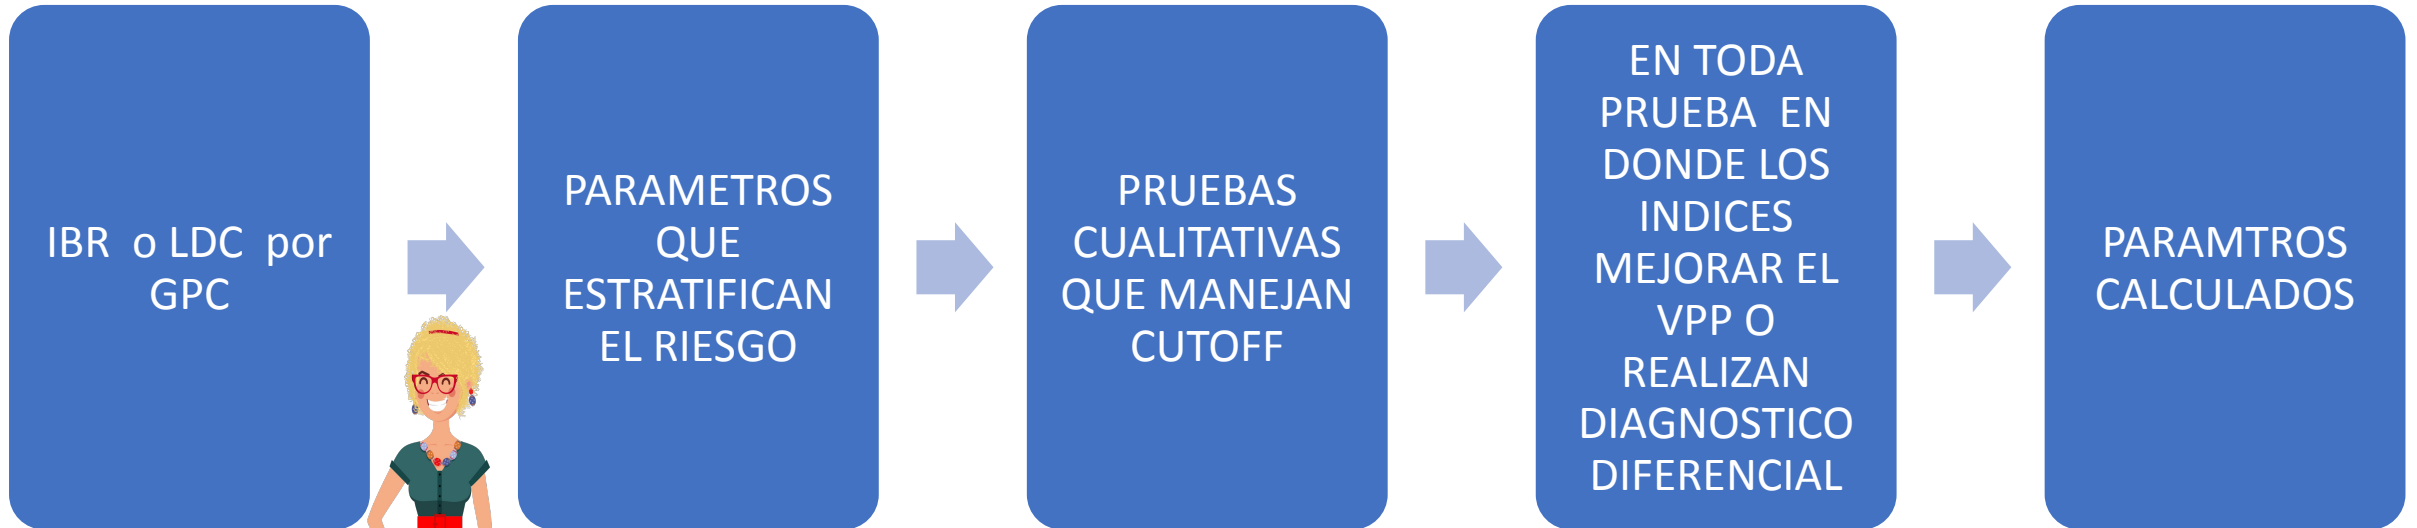 IBR o LDC por
GPC
PARAMETROS
QUE
ESTRATIFICAN
EL RIESGO
PRUEBAS
CUALITATIVAS
QUE MANEJAN
CUTOFF
EN TODA
PRUEBA EN
DONDE LOS
INDICES
MEJORAR EL
VPP O
REALIZAN
DIAGNOSTICO
DIFERENCIAL
PARAMTROS
CALCULADOS